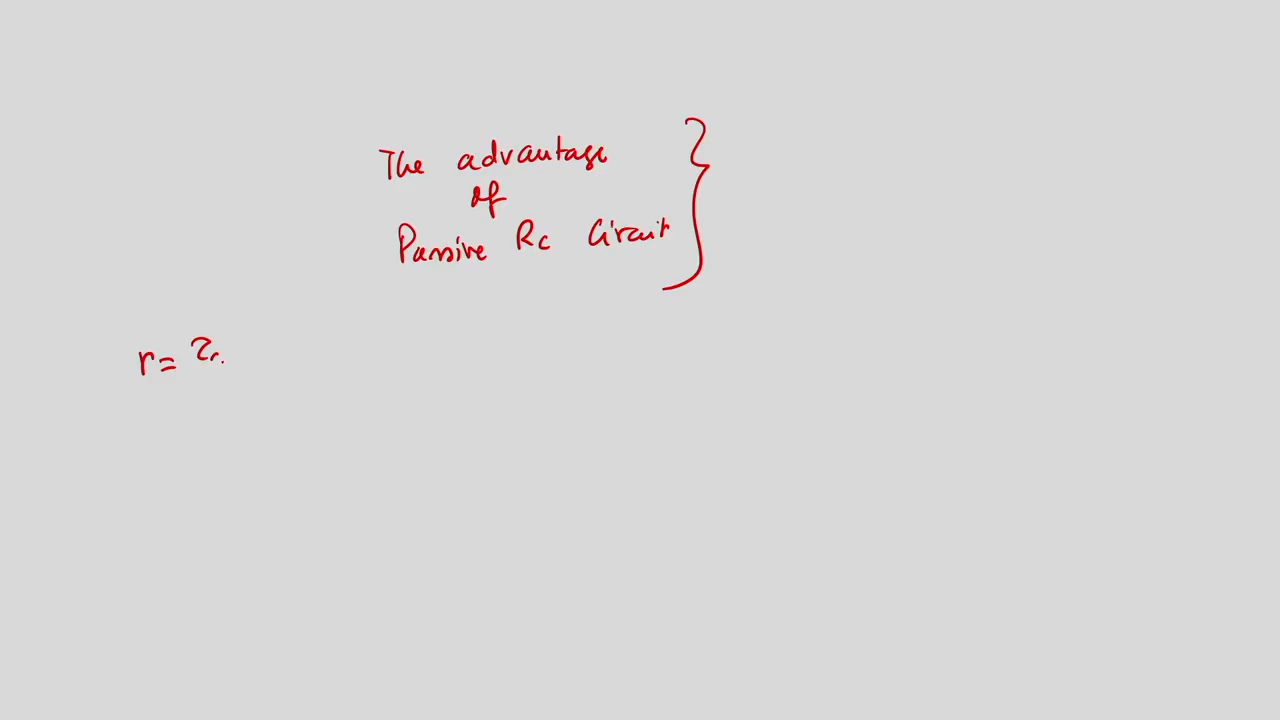 The advantage
of
Passive Rc Circuit
r =